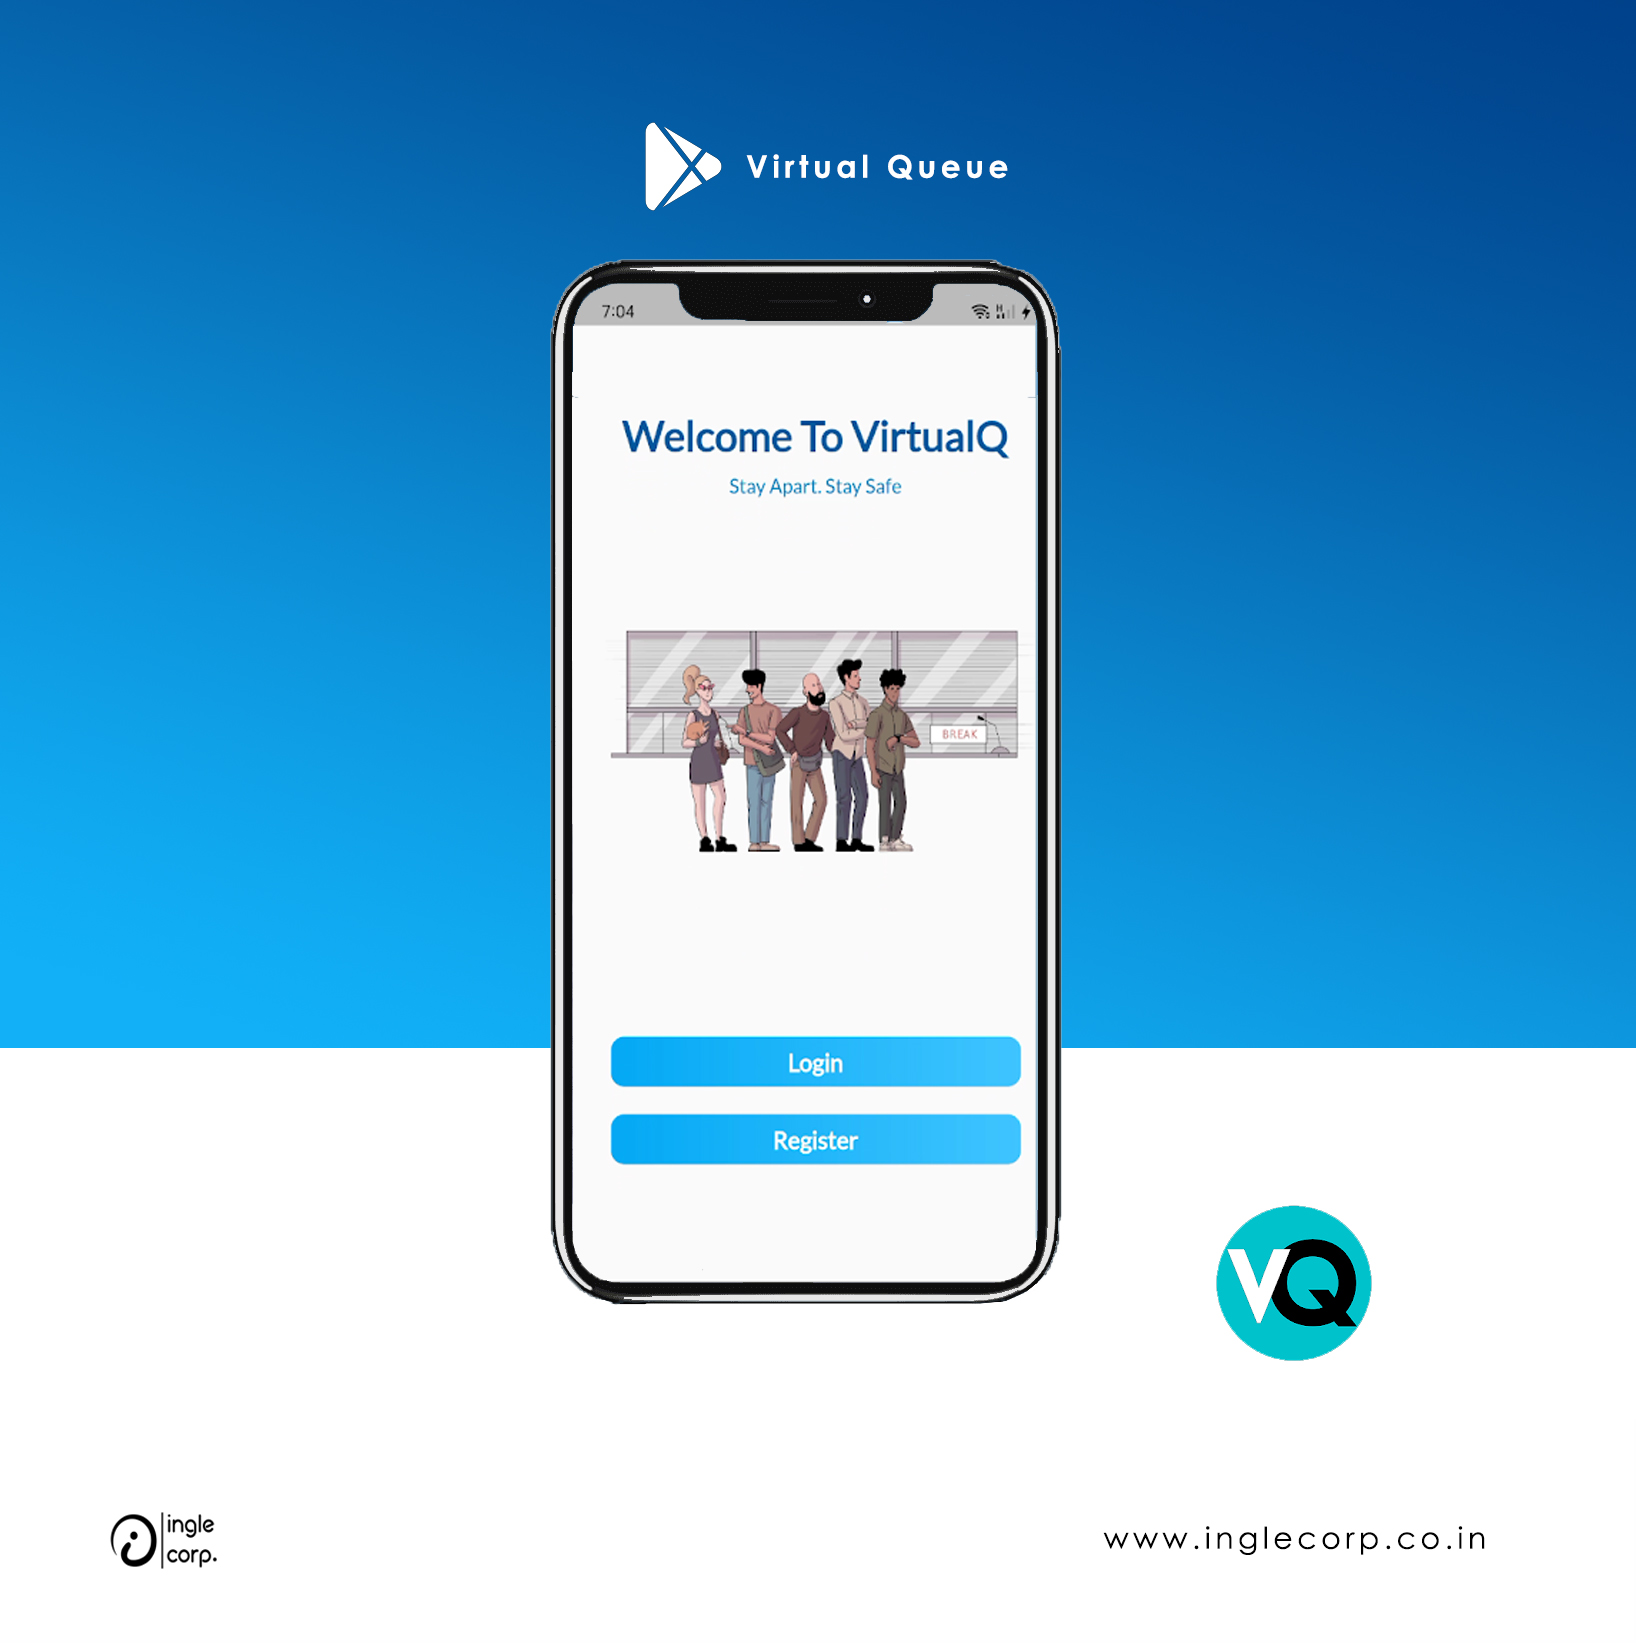 Virtual Queue
7:04
H
Welcome To VirtualQ
Stay Apart. Stay Safe
BREAK
Login
Register
VQ
ingle
corp.
www.inglecorp.co.in